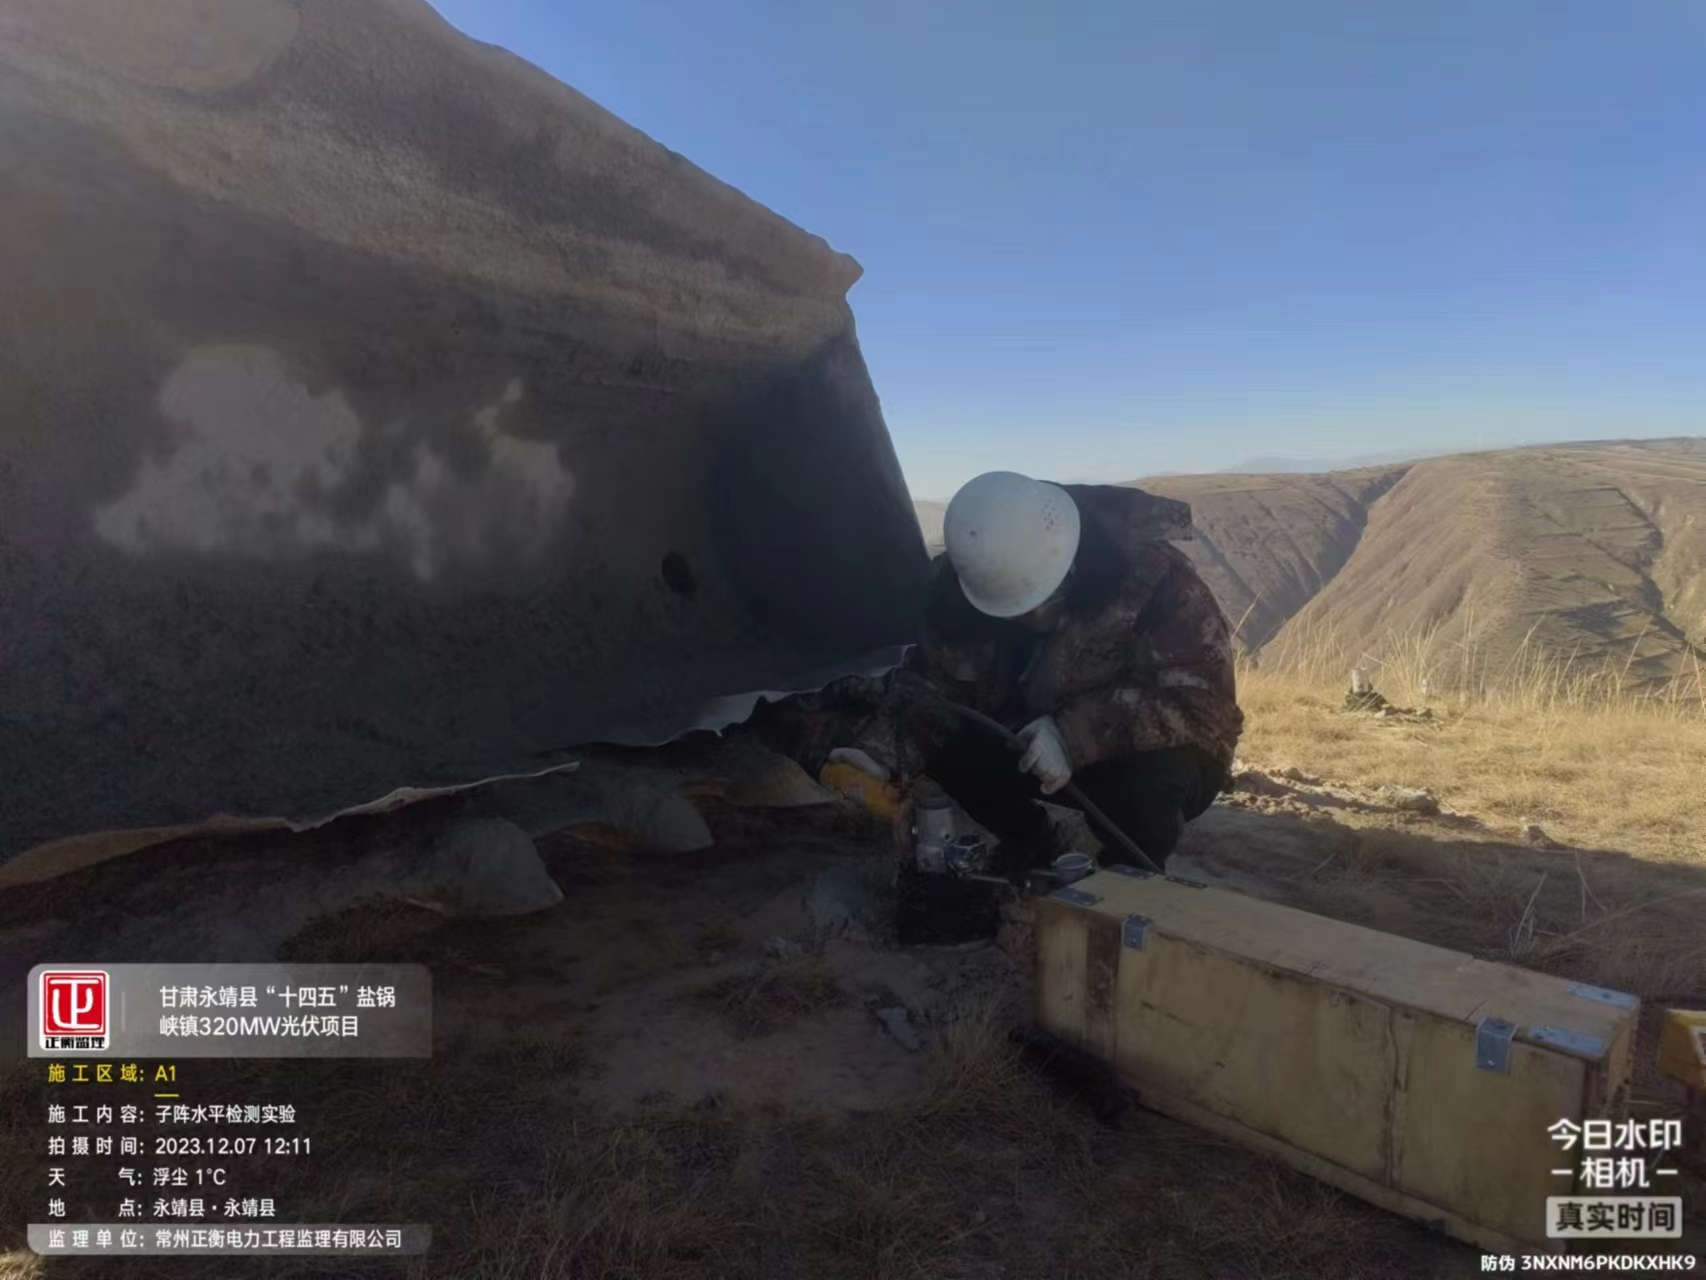 甘肃永靖县“十四五”盐锅
峡镇320MW光伏项目
正衡监理
施工区域：A1
施工内容：子阵水平检测实验
拍摄时间：2023.12.07 12:11
天气：浮尘 1℃
地点：永靖县·永靖县
监理单位：常州正衡电力工程监理有限公司
今日水印
-相机-
真实时间
防伪 3NXNM6PKDKXHK9